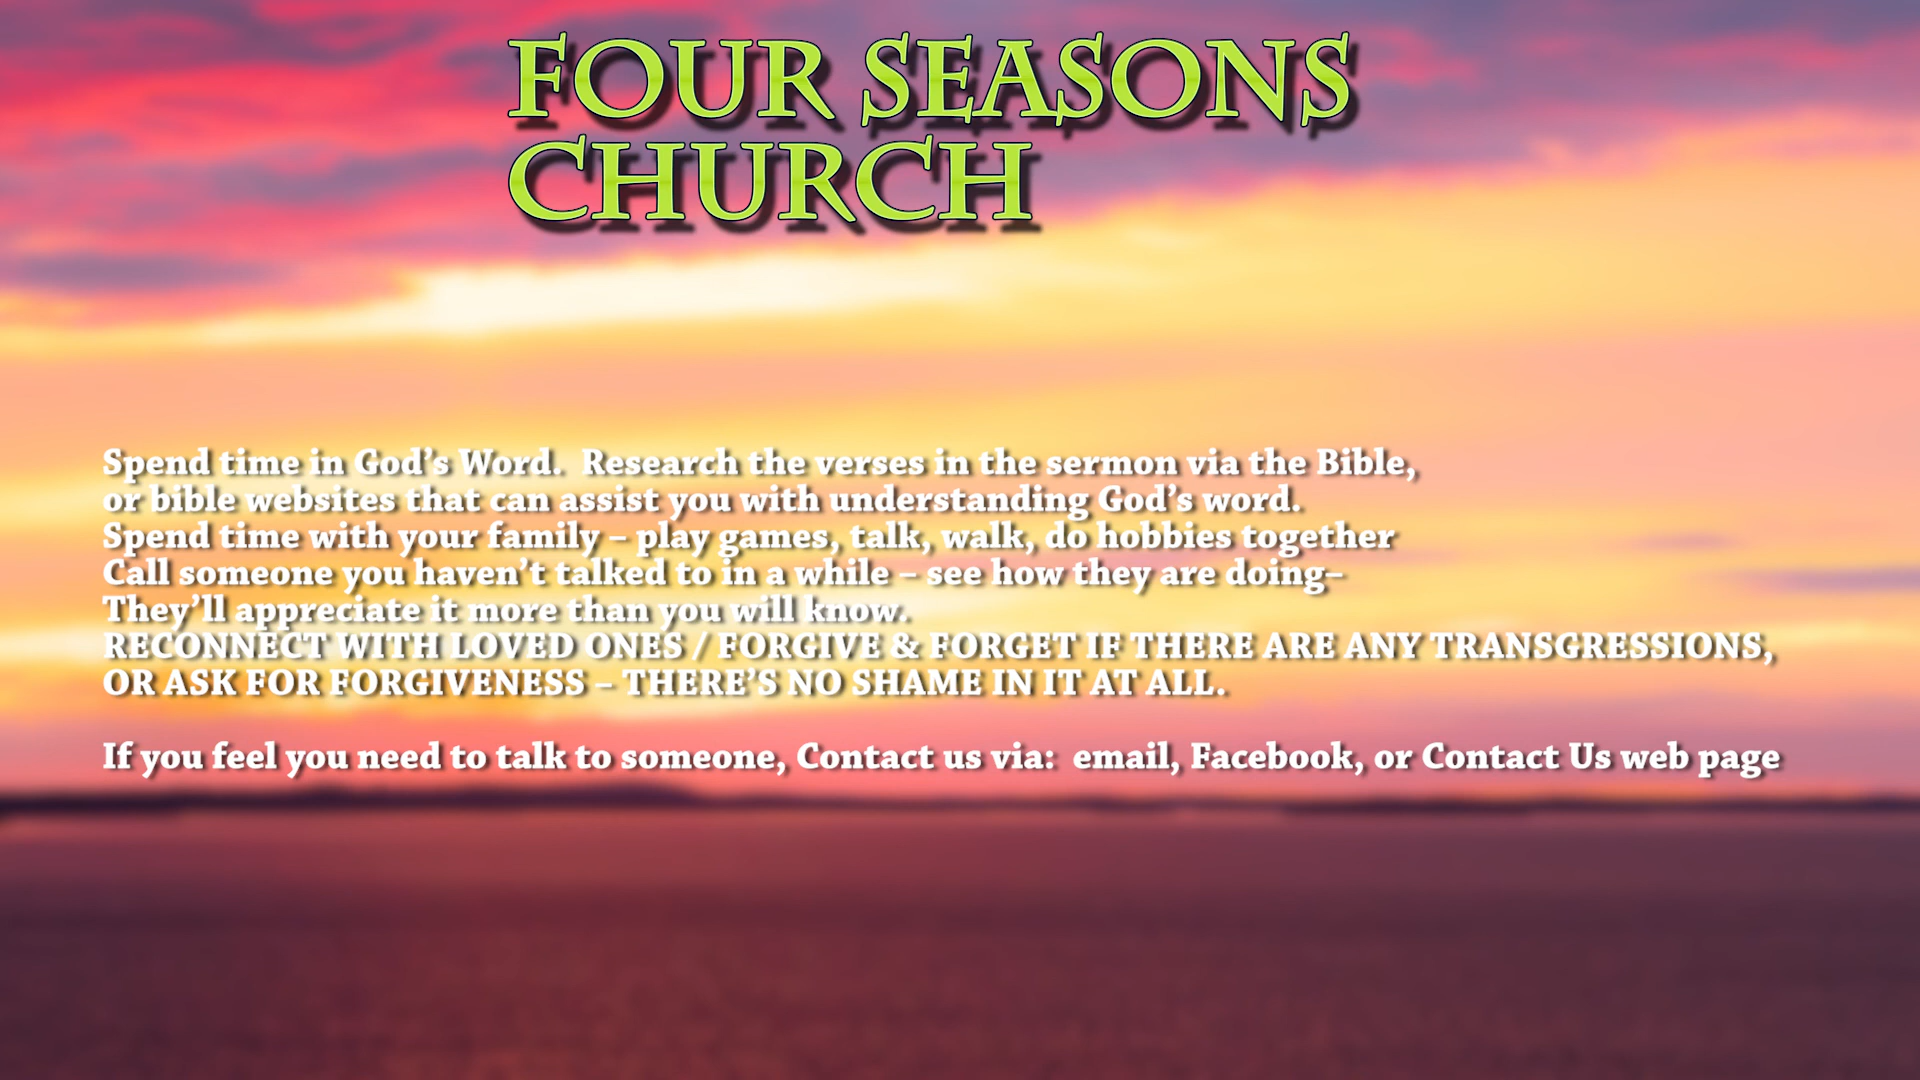 FOUR SEASONS
CHURCH
Spend time in God’s Word.  Research the verses in the sermon via the Bible,
or bible websites that can assist you with understanding God’s word.
Spend time with your family – play games, talk, walk, do hobbies together
Call someone you haven’t talked to in a while – see how they are doing–
They’ll appreciate it more than you will know.
RECONNECT WITH LOVED ONES / FORGIVE & FORGET IF THERE ARE ANY TRANSGRESSIONS,
OR ASK FOR FORGIVENESS – THERE’S NO SHAME IN IT AT ALL.
If you feel you need to talk to someone, Contact us via:  email, Facebook, or Contact Us web page